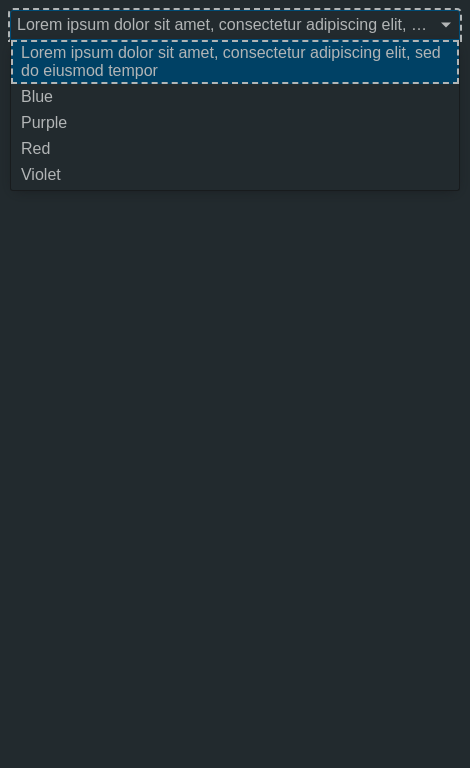 Lorem ipsum dolor sit amet, consectetur adipiscing elit, …
Lorem ipsum dolor sit amet, consectetur adipiscing elit, sed
do eiusmod tempor
Blue
Purple
Red
Violet